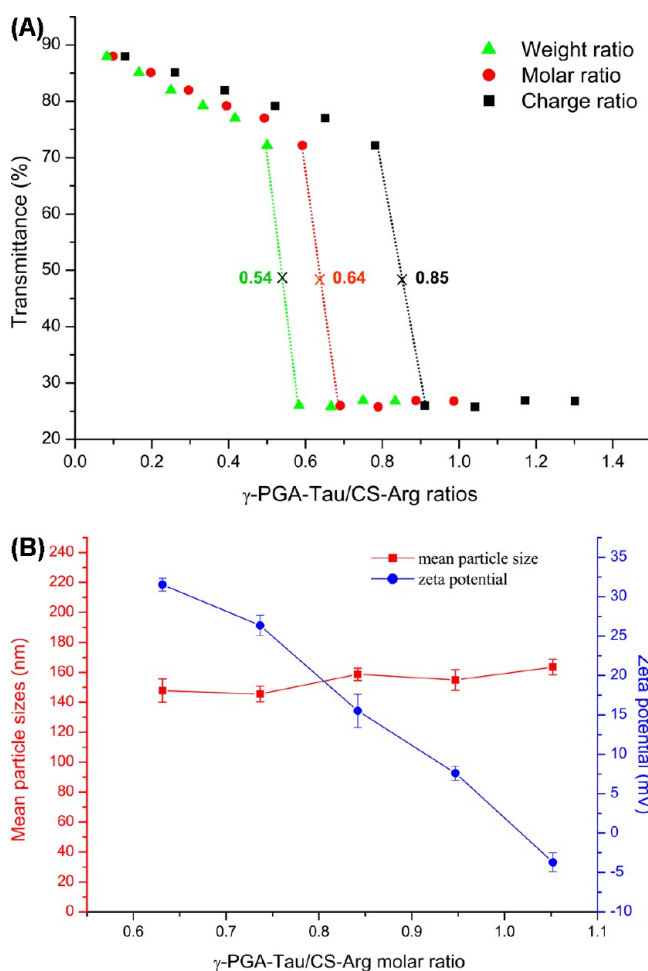 (A)
90
80
70
60
50
40
30
20
Transmittance (%)
Weight ratio
Molar ratio
Charge ratio
0.54
0.64
0.85
0.0 0.2 0.4 0.6 0.8 1.0 1.2 1.4
γ-PGA-Tau/CS-Arg ratios
(B)
240
220
200
180
160
140
120
100
80
60
40
20
0
Mean particle sizes (nm)
mean particle size
zeta potential
35
30
25
20
15
10
5
0
-5
-10
Zeta potential (mV)
0.6 0.7 0.8 0.9 1.0 1.1
γ-PGA-Tau/CS-Arg molar ratio